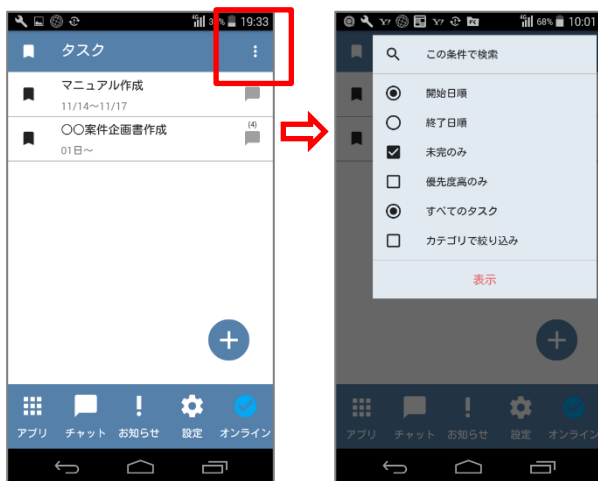 19:33
タスク
マニュアル作成
11/14～11/17
〇〇案件企画書作成
(4)
01日～
アプリ
チャット
お知らせ
設定
オンライン
4G
68%
10:01
この条件で検索
開始日順
終了日順
未完のみ
優先度高のみ
すべてのタスク
カテゴリで絞り込み
表示
アプリ
チャット
お知らせ
設定
オンライン